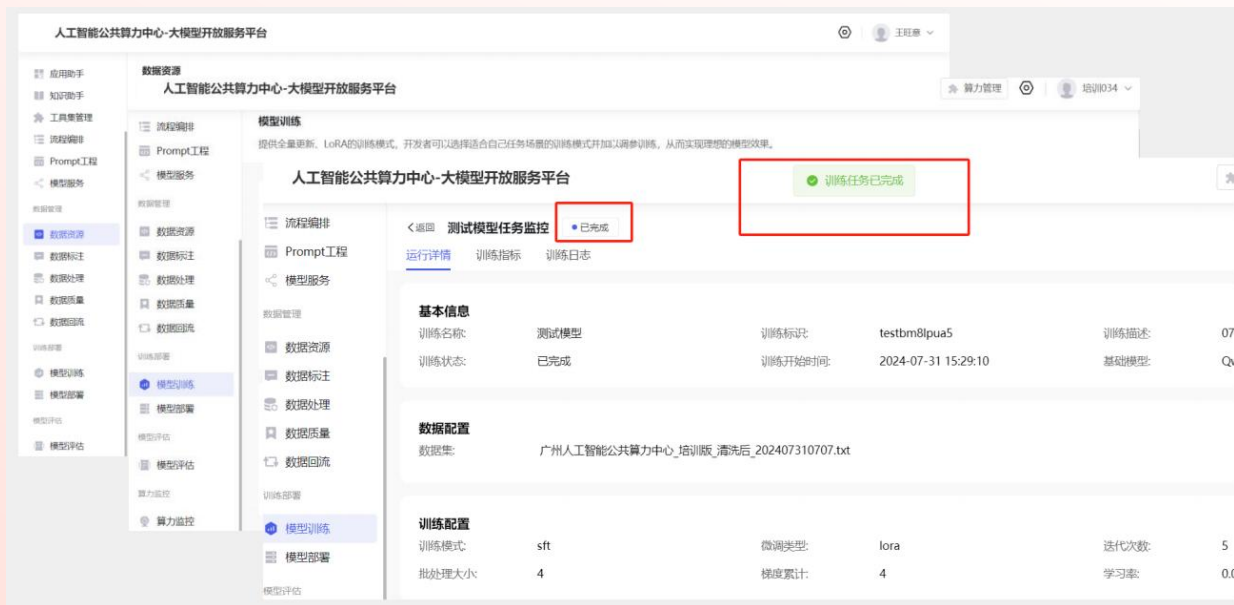 人工智能公共算力中心-大模型开放服务平台
王旺意
应用助手
知识助手
工具集管理
流程编排
Prompt工程
模型服务
数据管理
数据资源
数据标注
数据处理
数据质量
数据回流
训练部署
模型训练
模型部署
模型评估
模型评估
数据资源
人工智能公共算力中心-大模型开放服务平台
算力管理
培训034
流程编排
Prompt工程
模型服务
数据管理
数据资源
数据标注
数据处理
数据质量
数据回流
训练部署
模型训练
模型部署
模型评估
模型评估
算力监控
算力监控
模型训练
提供全量更新、LoRA的训练模式，开发者可以选择适合自己任务场景的训练模式并加以调参训练，从而实现理想的模型效果。
人工智能公共算力中心-大模型开放服务平台
训练任务已完成
流程编排
Prompt工程
模型服务
数据管理
数据资源
数据标注
数据处理
数据质量
数据回流
训练部署
模型训练
模型部署
模型评估
返回 测试模型任务监控 已完成
运行详情 训练指标 训练日志
基本信息
训练名称: 测试模型 训练标识: testbm8lpua5 训练描述: 07
训练状态: 已完成 训练开始时间: 2024-07-31 15:29:10 基础模型:
数据配置
数据集: 广州人工智能公共算力中心_培训版_清洗后_202407310707.txt
训练配置
训练模式: sft 微调类型: lora 迭代次数: 5
批处理大小: 4 梯度累计: 4 学习率: 0.0